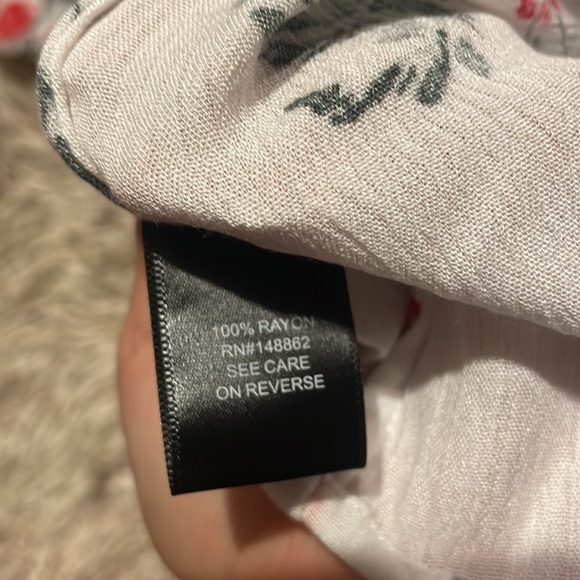 100% RAYON
RN#148862
SEE CARE
ON REVERSE